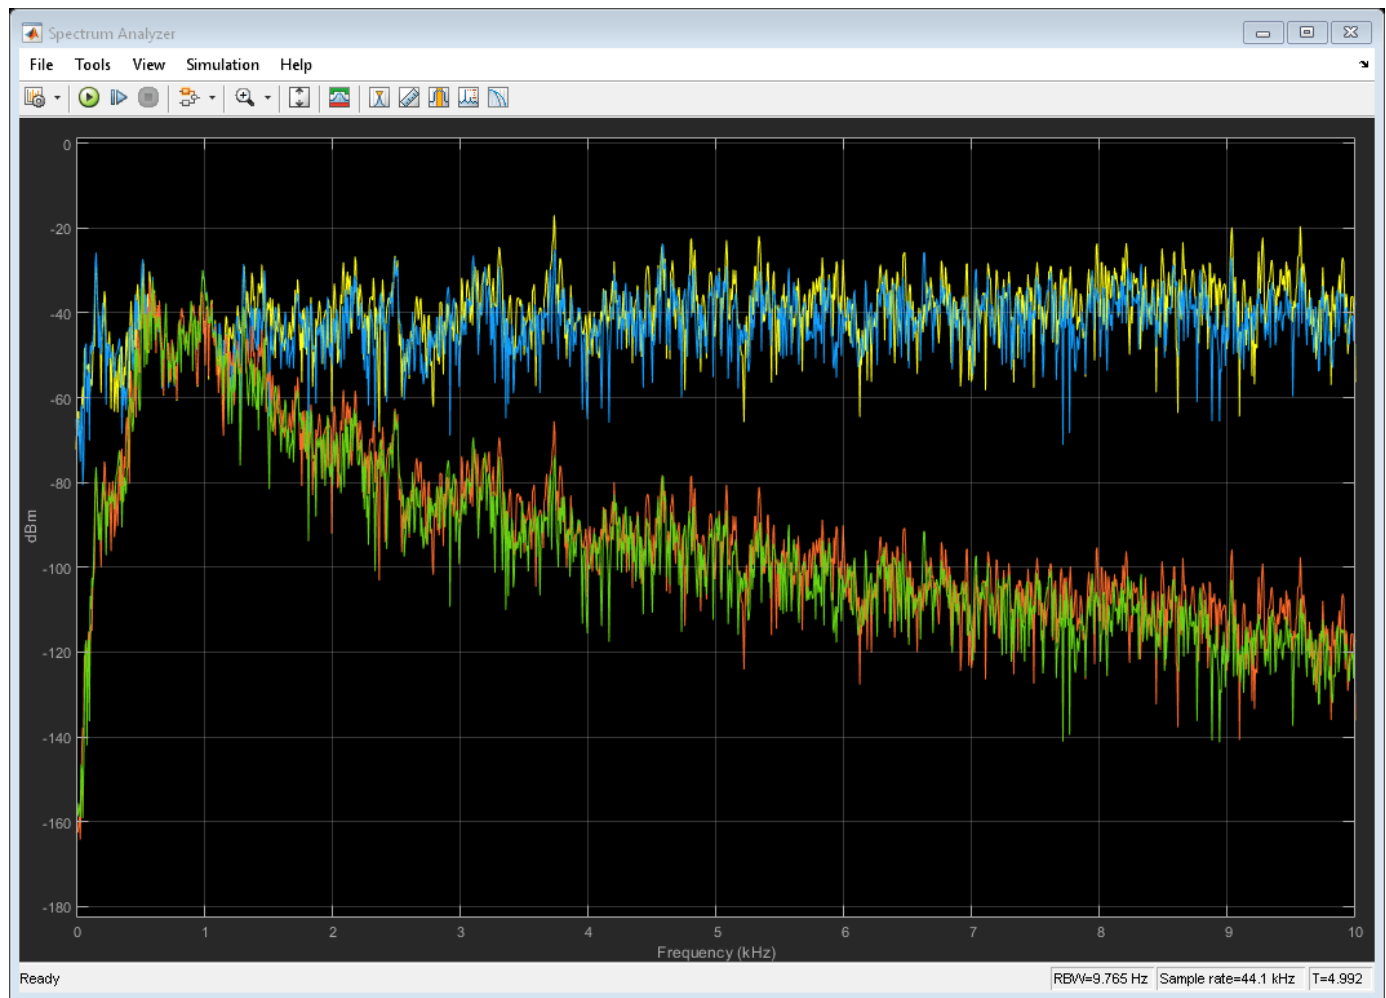 Spectrum Analyzer
File Tools View Simulation Help
0
-20
-40
-60
-80
-100
-120
-140
-160
-180
dBm
0 1 2 3 4 5 6 7 8 9 10
Frequency (kHz)
Ready RBW=9.765 Hz Sample rate=44.1 kHz T=4.992